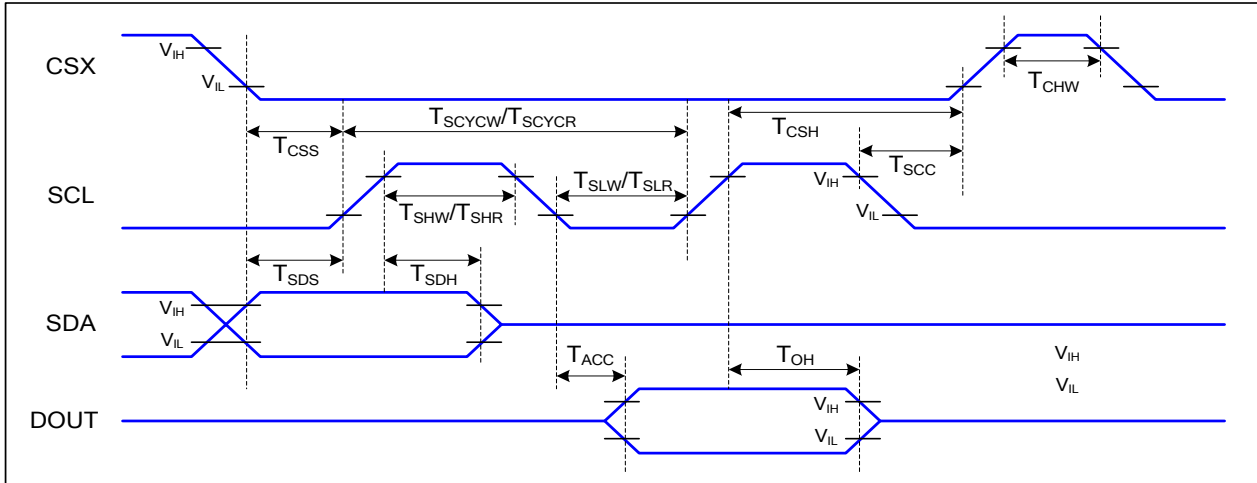 CSX
VIH
VIL
TCHW
TSCYCW/TSCYCR
TCSH
TCSS
TSCC
SCL
TSLW/TSLR
VIH
TSHW/TSHR
VIL
TSDS
TSDH
SDA
VIH
VIL
TACC
TOH
VIH
VIL
DOUT
VIH
VIL